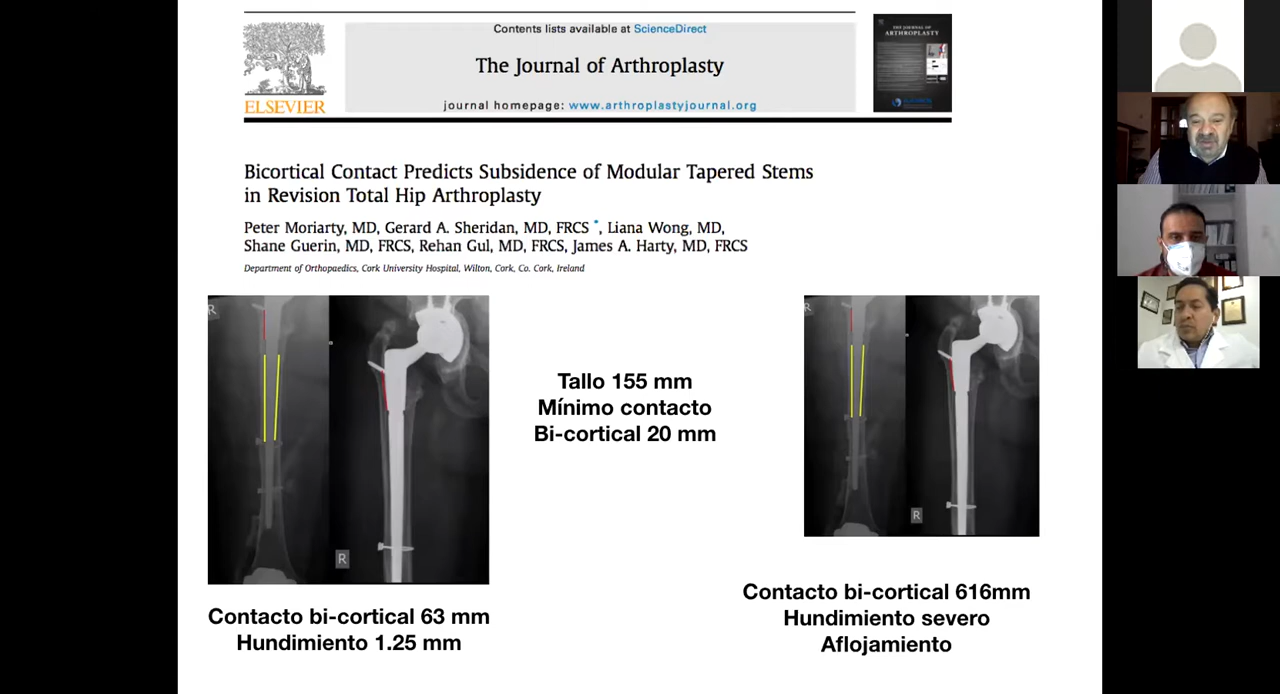 Contents lists available at ScienceDirect
The Journal of Arthroplasty
journal homepage: www.arthroplastyjournal.org
ELSEVIER
THE JOURNAL OF
ARTHROPLASTY
Bicortical Contact Predicts Subsidence of Modular Tapered Stems
in Revision Total Hip Arthroplasty
Peter Moriarty, MD, Gerard A. Sheridan, MD, FRCS *, Liana Wong, MD,
Shane Guerin, MD, FRCS, Rehan Gul, MD, FRCS, James A. Harty, MD, FRCS
Department of Orthopaedics, Cork University Hospital, Wilton, Cork, Co. Cork, Ireland
R
R
Tallo 155 mm
Mínimo contacto
Bi-cortical 20 mm
R
R
Contacto bi-cortical 63 mm
Hundimiento 1.25 mm
Contacto bi-cortical 616mm
Hundimiento severo
Aflojamiento